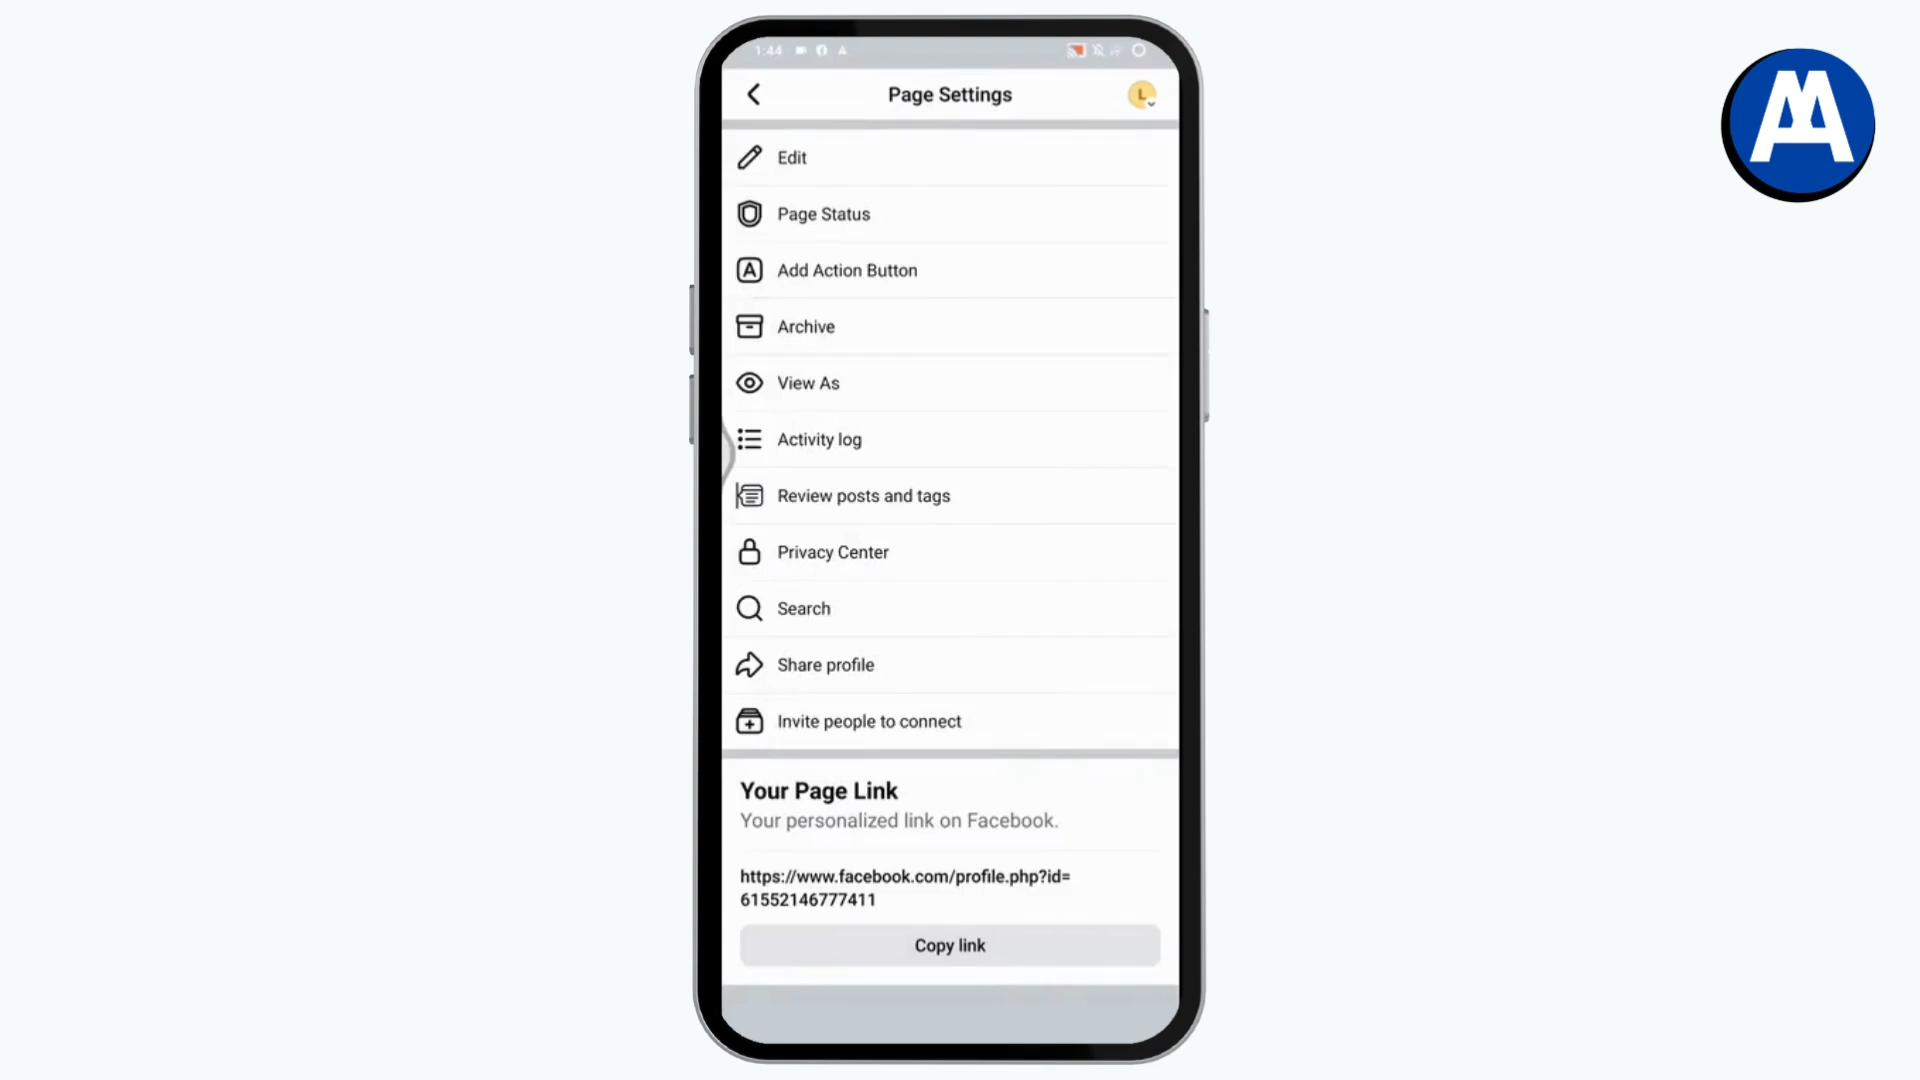 1:44
Page Settings
L
Edit
Page Status
A Add Action Button
Archive
View As
Activity log
Review posts and tags
Privacy Center
Search
Share profile
Invite people to connect
Your Page Link
Your personalized link on Facebook.
https://www.facebook.com/profile.php?id=
61552146777411
Copy link